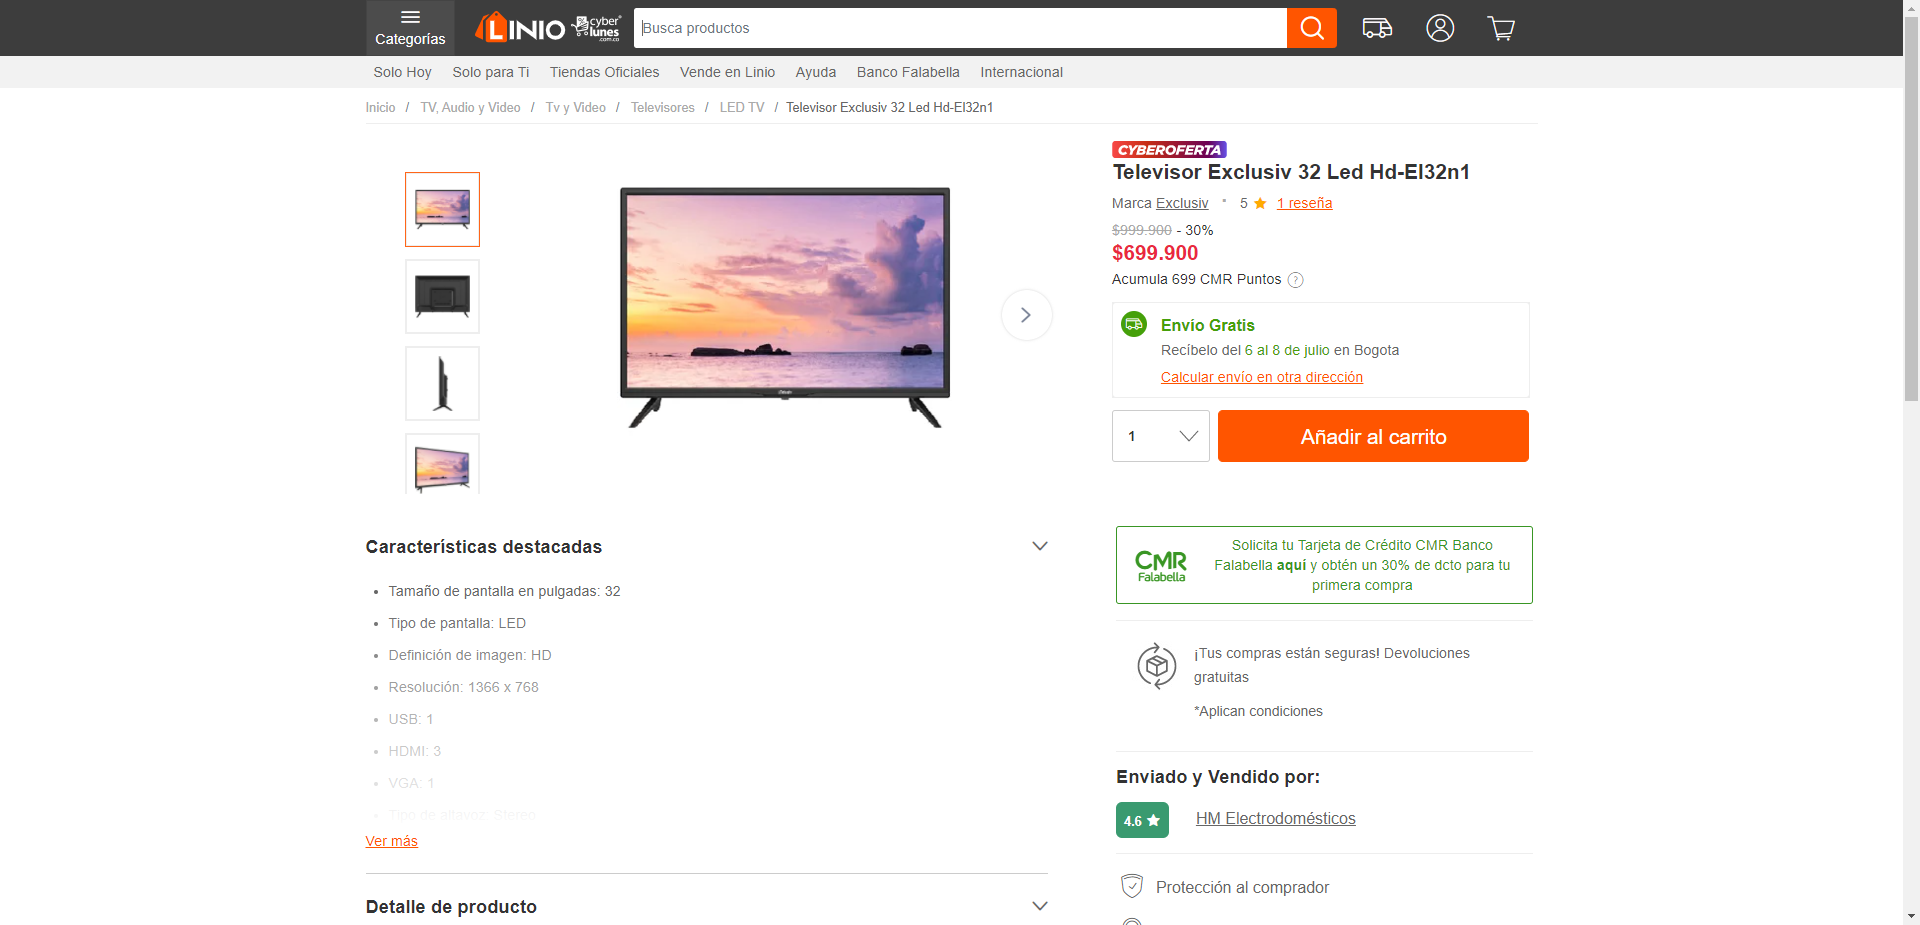 Categorías
LINIO
cyber
lunes
.com.co
Busca productos
Solo Hoy
Solo para Ti
Tiendas Oficiales
Vende en Linio
Ayuda
Banco Falabella
Internacional
Inicio / TV, Audio y Video / Tv y Video / Televisores / LED TV / Televisor Exclusiv 32 Led Hd-El32n1
CYBEROFERTA
Televisor Exclusiv 32 Led Hd-El32n1
Marca Exclusiv • 5 1 reseña
$999.900 - 30%
$699.900
Acumula 699 CMR Puntos ?
Envío Gratis
Recíbelo del 6 al 8 de julio en Bogota
Calcular envío en otra dirección
1
Añadir al carrito
Características destacadas
• Tamaño de pantalla en pulgadas: 32
• Tipo de pantalla: LED
• Definición de imagen: HD
• Resolución: 1366 x 768
• USB: 1
• HDMI: 3
• VGA: 1
• Tipo de altavoz: Stereo
Ver más
Detalle de producto
CMR
Falabella
Solicita tu Tarjeta de Crédito CMR Banco
Falabella aquí y obtén un 30% de dcto para tu
primera compra
¡Tus compras están seguras! Devoluciones
gratuitas
*Aplican condiciones
Enviado y Vendido por:
4.6
HM Electrodomésticos
Protección al comprador